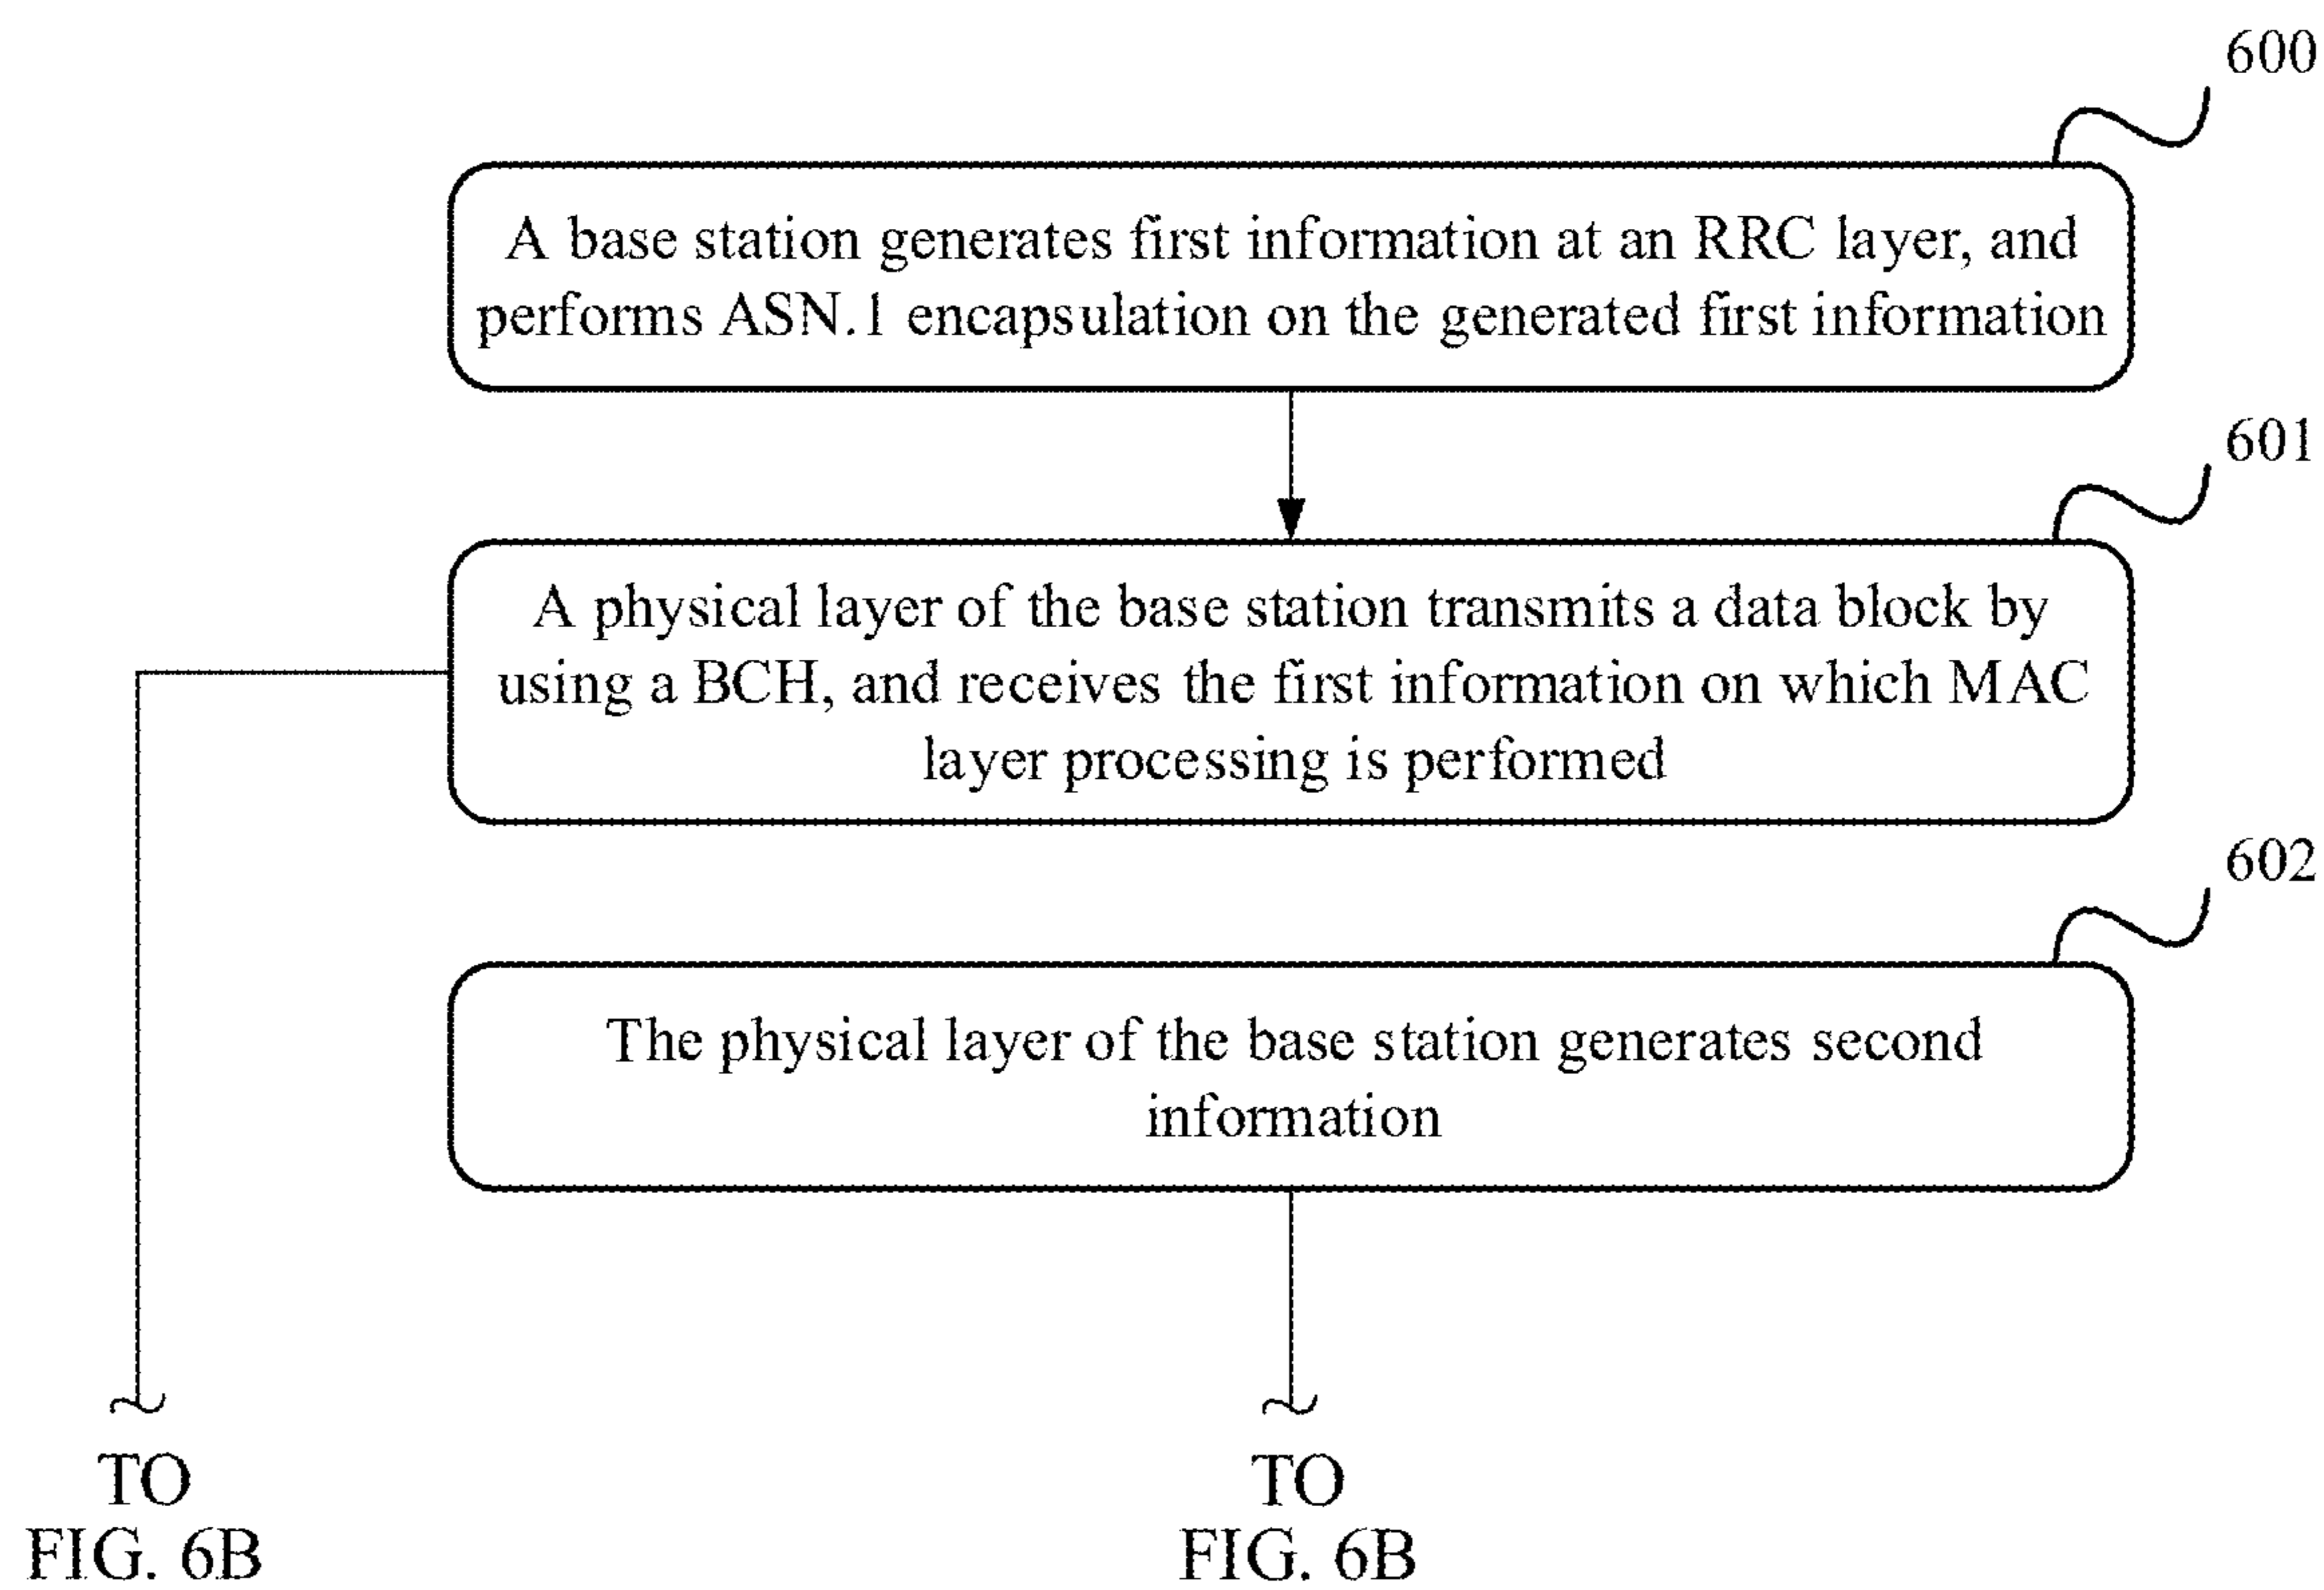 600
A base station generates first information at an RRC layer, and
performs ASN.1 encapsulation on the generated first information
601
A physical layer of the base station transmits a data block by
using a BCH, and receives the first information on which MAC
layer processing is performed
602
The physical layer of the base station generates second
information
TO
FIG. 6B
TO
FIG. 6B